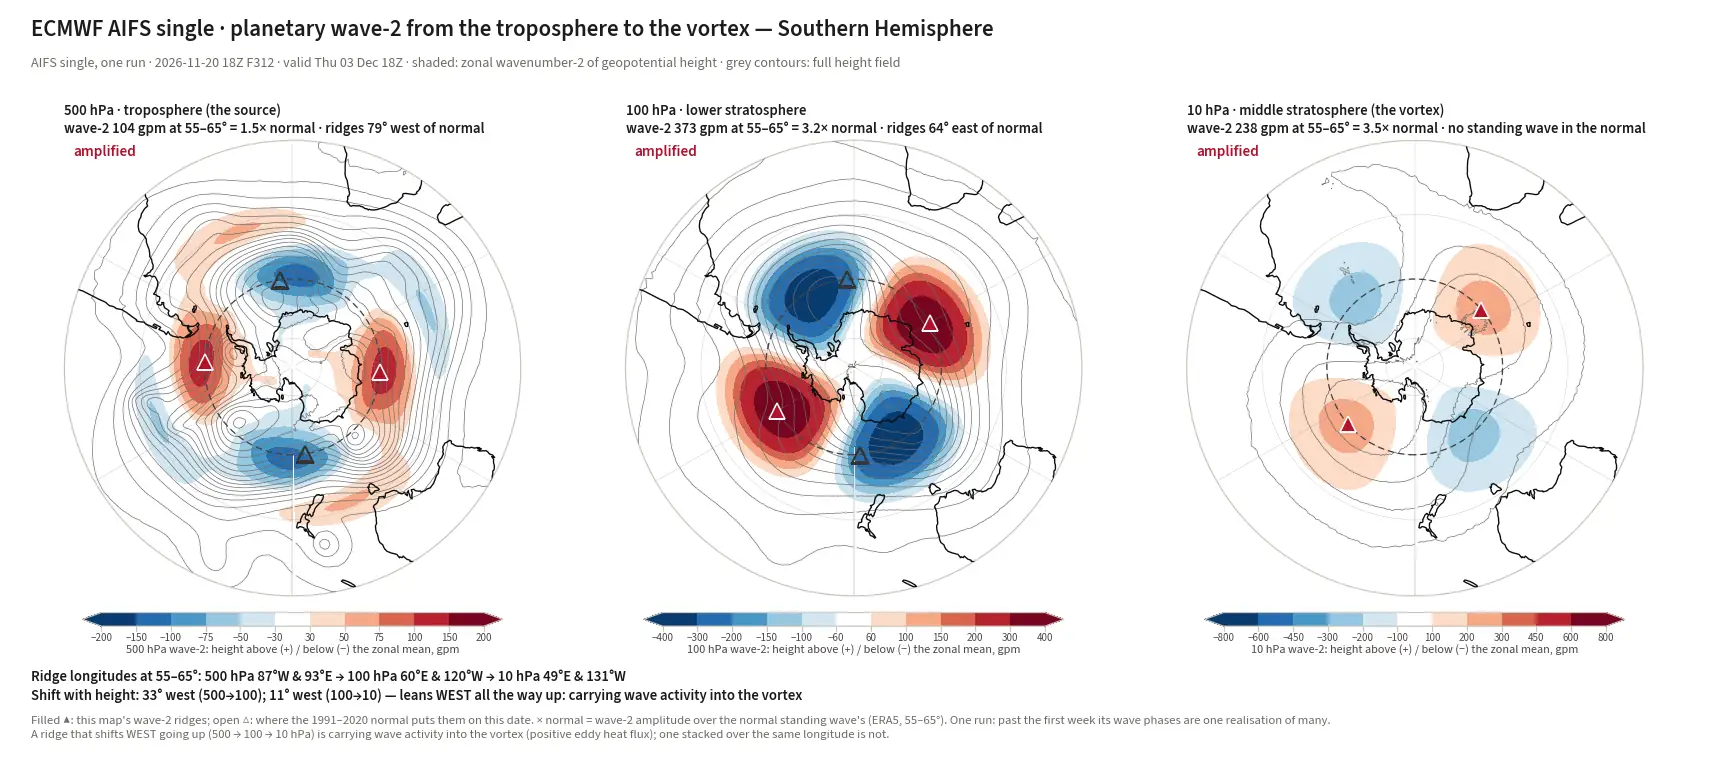 ECMWF AIFS single · planetary wave-2 from the troposphere to the vortex — Southern Hemisphere
AIFS single, one run · 2026-11-20 18Z F312 · valid Thu 03 Dec 18Z · shaded: zonal wavenumber-2 of geopotential height · grey contours: full height field
500 hPa · troposphere (the source)
wave-2 104 gpm at 55–65° = 1.5× normal · ridges 79° west of normal
amplified
100 hPa · lower stratosphere
wave-2 373 gpm at 55–65° = 3.2× normal · ridges 64° east of normal
amplified
10 hPa · middle stratosphere (the vortex)
wave-2 238 gpm at 55–65° = 3.5× normal · no standing wave in the normal
amplified
−200 −150 −100 −75 −50 −30 30 50 75 100 150 200
500 hPa wave-2: height above (+) / below (−) the zonal mean, gpm
−400 −300 −200 −150 −100 −60 60 100 150 200 300 400
100 hPa wave-2: height above (+) / below (−) the zonal mean, gpm
−800 −600 −450 −300 −200 −100 100 200 300 450 600 800
10 hPa wave-2: height above (+) / below (−) the zonal mean, gpm
Ridge longitudes at 55–65°: 500 hPa 87°W & 93°E → 100 hPa 60°E & 120°W → 10 hPa 49°E & 131°W
Shift with height: 33° west (500→100); 11° west (100→10) — leans WEST all the way up: carrying wave activity into the vortex
Filled ▲: this map's wave-2 ridges; open △: where the 1991–2020 normal puts them on this date. × normal = wave-2 amplitude over the normal standing wave's (ERA5, 55–65°). One run: past the first week its wave phases are one realisation of many.
A ridge that shifts WEST going up (500 → 100 → 10 hPa) is carrying wave activity into the vortex (positive eddy heat flux); one stacked over the same longitude is not.